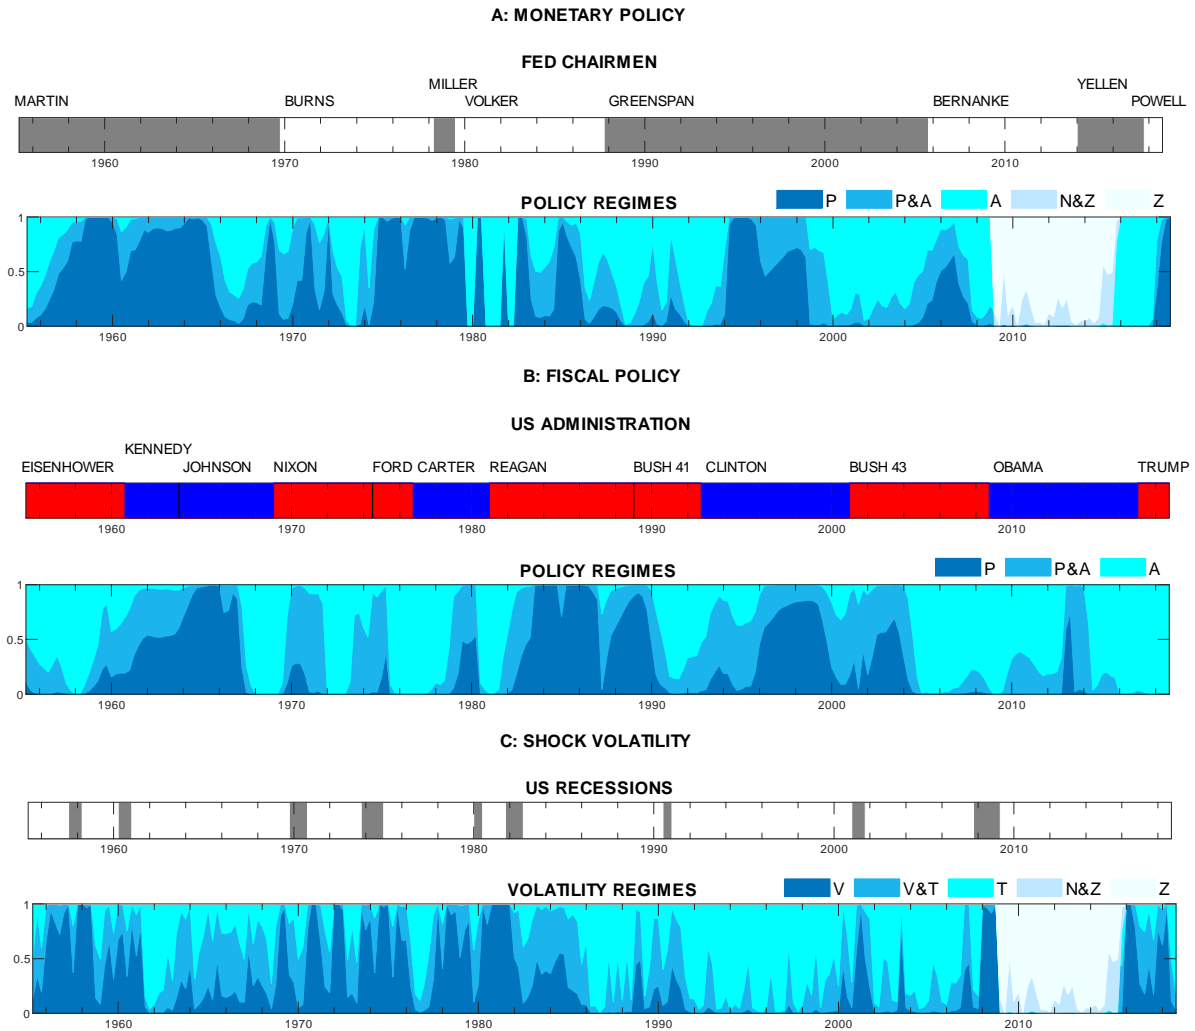 A: MONETARY POLICY
FED CHAIRMEN
MILLER YELLEN
MARTIN BURNS VOLKER GREENSPAN BERNANKE POWELL
1960 1970 1980 1990 2000 2010
POLICY REGIMES P P&A A N&Z Z
1
0.5
0
1960 1970 1980 1990 2000 2010
B: FISCAL POLICY
US ADMINISTRATION
KENNEDY
EISENHOWER JOHNSON NIXON FORD CARTER REAGAN BUSH 41 CLINTON BUSH 43 OBAMA TRUMP
1960 1970 1980 1990 2000 2010
POLICY REGIMES P P&A A
1
0.5
0
1960 1970 1980 1990 2000 2010
C: SHOCK VOLATILITY
US RECESSIONS
1960 1970 1980 1990 2000 2010
VOLATILITY REGIMES V V&T T N&Z Z
1
0.5
0
1960 1970 1980 1990 2000 2010